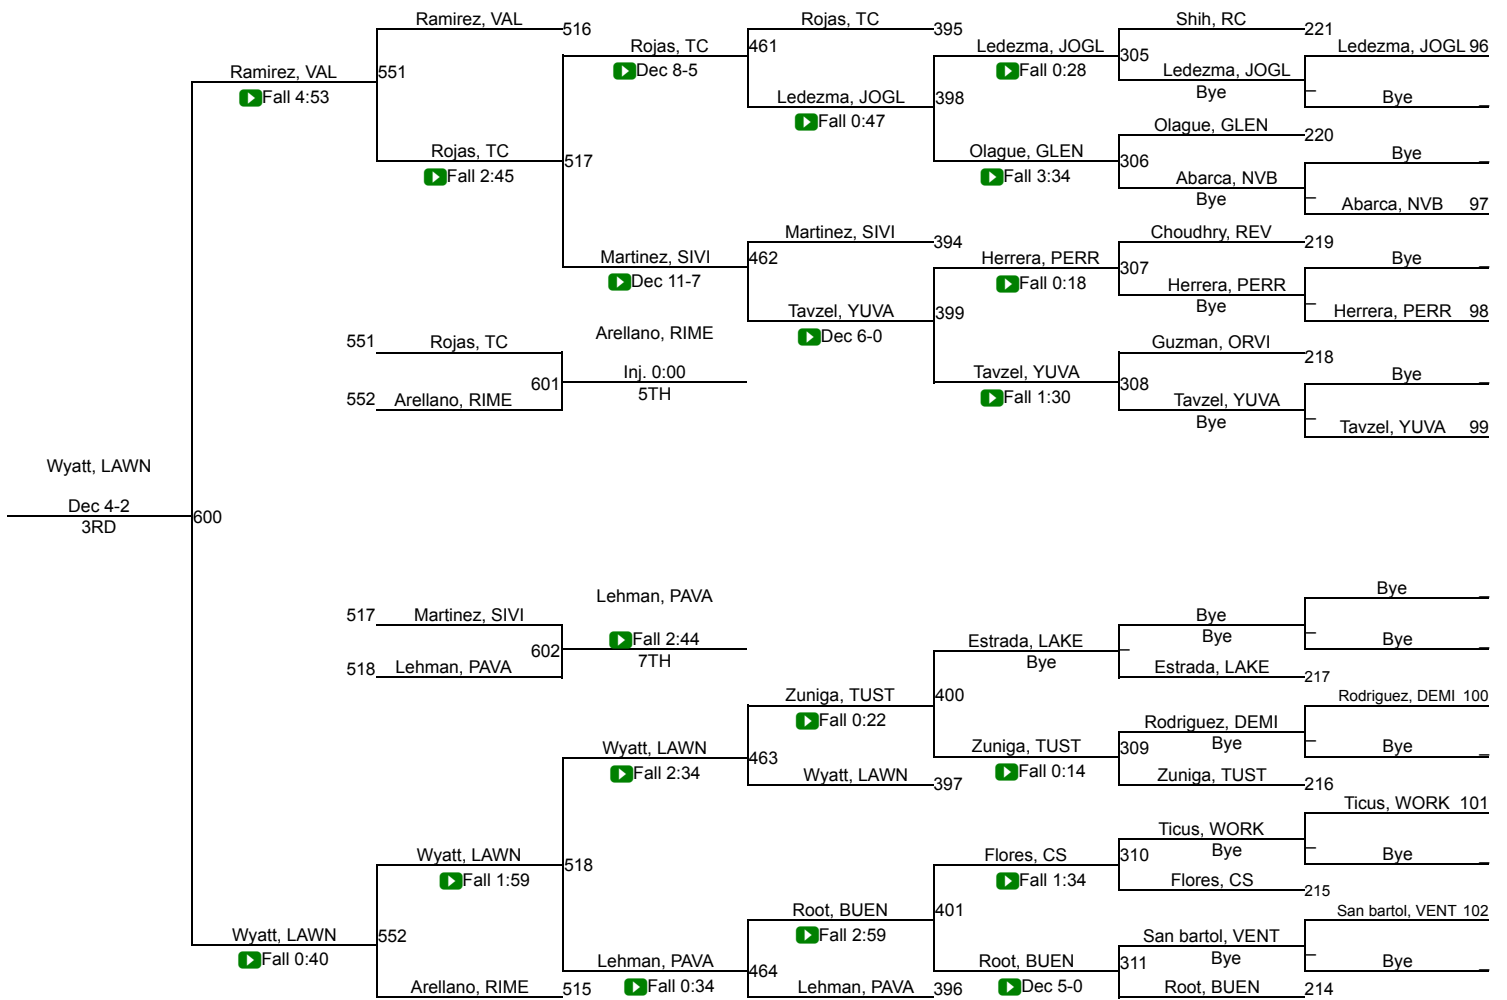 Ramirez, VAL
516
Rojas, TC
395
Shih, RC
221
Rojas, TC
461
Ledezma, JOGL
305
Ledezma, JOGL 96
Ramirez, VAL
551
Dec 8-5
Fall 0:28
Ledezma, JOGL
Fall 4:53
Ledezma, JOGL
398
Bye
Bye
Fall 0:47
Olague, GLEN
220
Rojas, TC
517
Olague, GLEN
306
Bye
Fall 2:45
Fall 3:34
Abarca, NVB
Bye
Abarca, NVB 97
Martinez, SIVI
394
Choudhry, REV
219
Martinez, SIVI
462
Herrera, PERR
307
Bye
Dec 11-7
Fall 0:18
Herrera, PERR
Bye
Tavzel, YUVA
399
Herrera, PERR 98
551
Rojas, TC
Arellano, RIME
Dec 6-0
Guzman, ORVI
218
601
Inj. 0:00
Tavzel, YUVA
308
Bye
552
Arellano, RIME
5TH
Fall 1:30
Tavzel, YUVA
Bye
Tavzel, YUVA 99
Wyatt, LAWN
Dec 4-2
600
3RD
Bye
517
Martinez, SIVI
Lehman, PAVA
Bye
602
Fall 2:44
Estrada, LAKE
Bye
Bye
518
Lehman, PAVA
7TH
Bye
Estrada, LAKE
217
Zuniga, TUST
400
Rodriguez, DEMI 100
Fall 0:22
Rodriguez, DEMI
Wyatt, LAWN
463
Zuniga, TUST
309
Bye
Bye
Fall 2:34
Wyatt, LAWN
397
Fall 0:14
Zuniga, TUST
216
Ticus, WORK 101
Ticus, WORK
Wyatt, LAWN
518
Flores, CS
310
Bye
Bye
Fall 1:59
Fall 1:34
Flores, CS
215
Root, BUEN
401
San bartol, VENT 102
Wyatt, LAWN
552
Fall 2:59
San bartol, VENT
Fall 0:40
Lehman, PAVA
464
Root, BUEN
311
Bye
Bye
Arellano, RIME
515
Fall 0:34
Lehman, PAVA
396
Dec 5-0
Root, BUEN
214